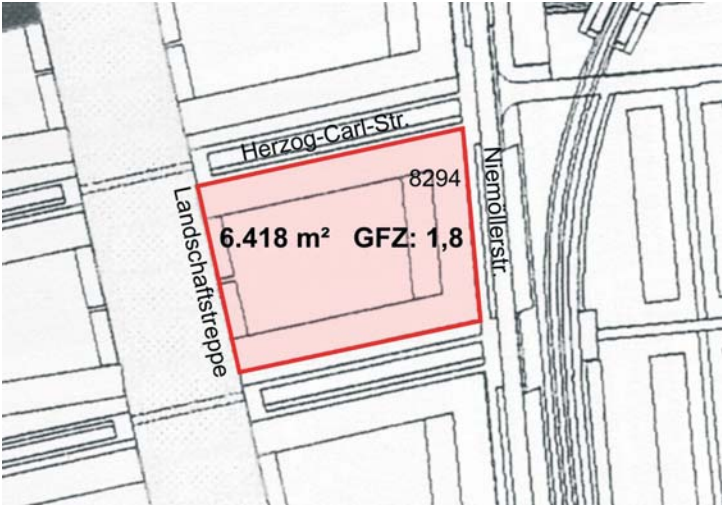 Herzog-Carl-Str.
8294
Niemöllerstr.
6.418 m² GFZ: 1,8
Landschaftstreppe